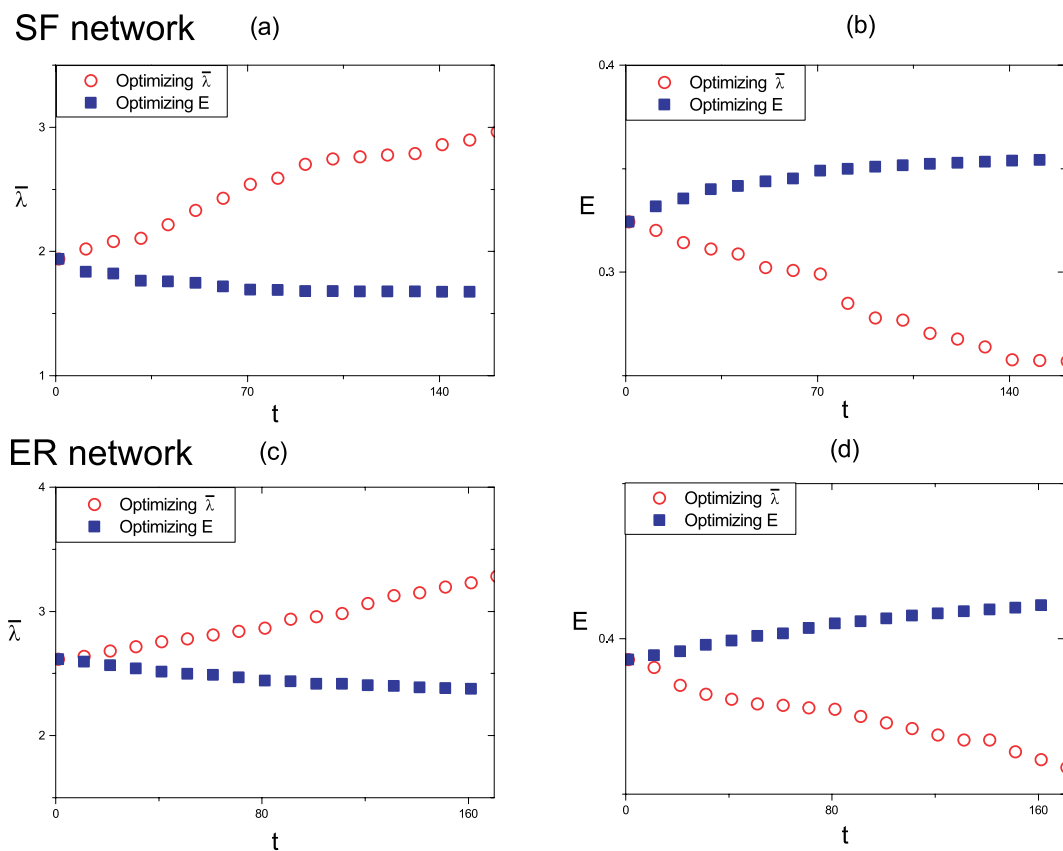 SF network (a)
Optimizing λ̅
Optimizing E
3
2
1
λ̅
0 70 140
t
(b)
0.4
Optimizing λ̅
Optimizing E
E
0.3
0 70 140
t
ER network (c)
4
Optimizing λ̅
Optimizing E
3
λ̅
2
0 80 160
t
(d)
Optimizing λ̅
Optimizing E
E
0.4
0 80 160
t